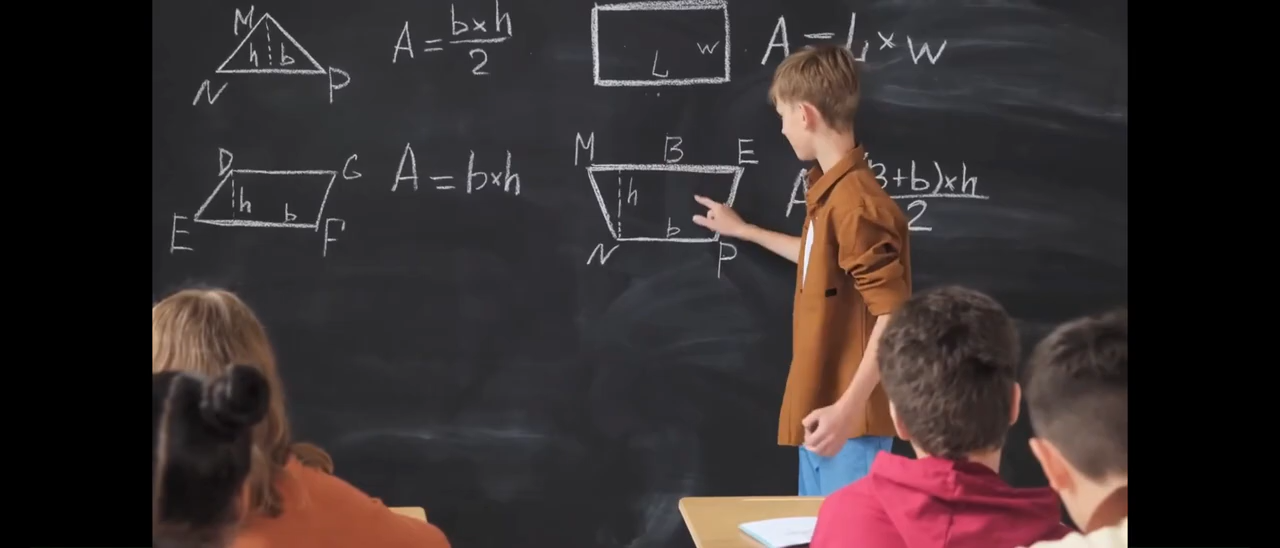 M
h b
N P
A = b×h
2
W
L
A = L×W
D G
h b
E F
A = b×h
M B E
h
b
N P
A
B+b)×h
2